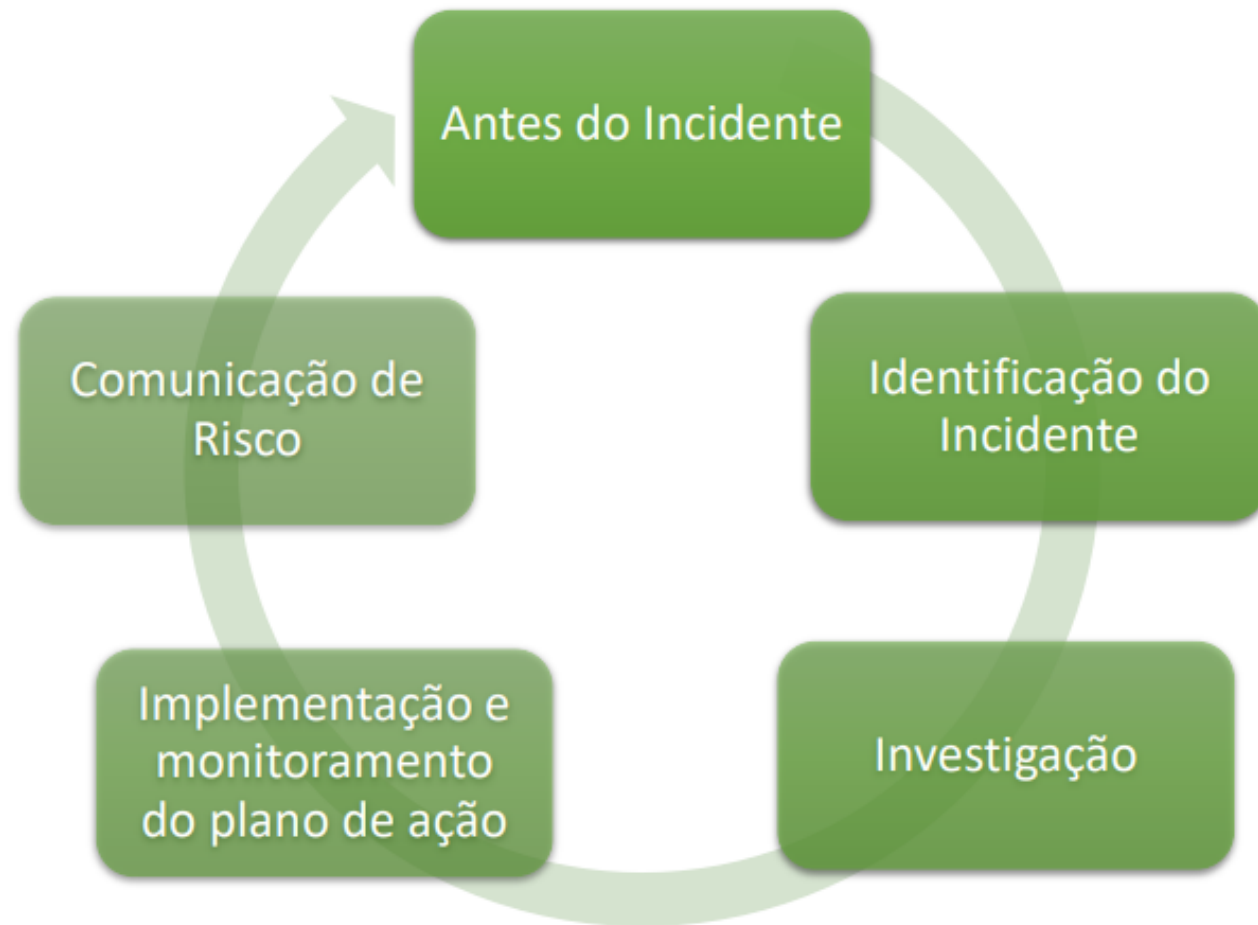 Antes do Incidente
Identificação do
Incidente
Investigação
Implementação e
monitoramento
do plano de ação
Comunicação de
Risco